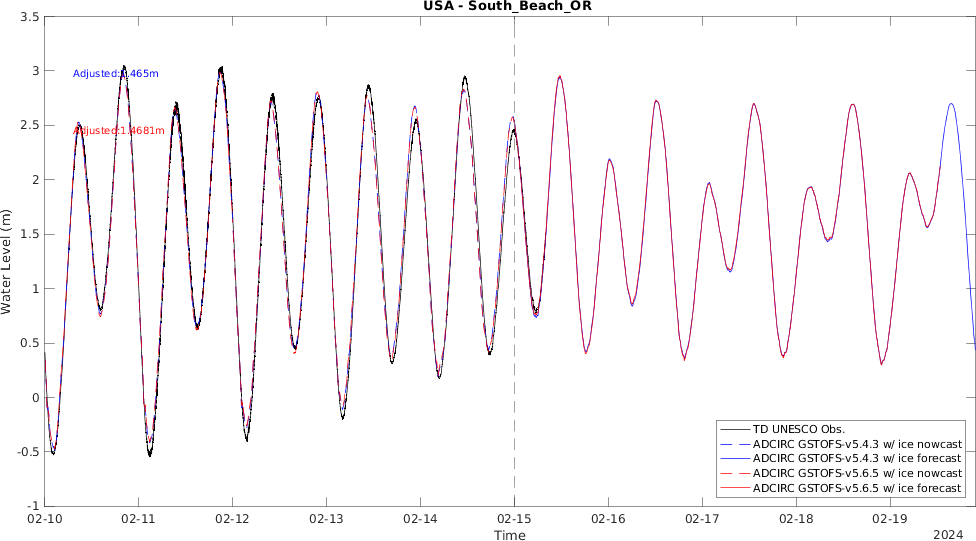 USA - South_Beach_OR
3.5
3
2.5
2
1.5
1
0.5
0
-0.5
-1
Water Level (m)
Adjusted:1.465m
Adjusted:1.4681m
TD UNESCO Obs.
ADCIRC GSTOFS-v5.4.3 w/ ice nowcast
ADCIRC GSTOFS-v5.4.3 w/ ice forecast
ADCIRC GSTOFS-v5.6.5 w/ ice nowcast
ADCIRC GSTOFS-v5.6.5 w/ ice forecast
02-10 02-11 02-12 02-13 02-14 02-15 02-16 02-17 02-18 02-19
Time
2024